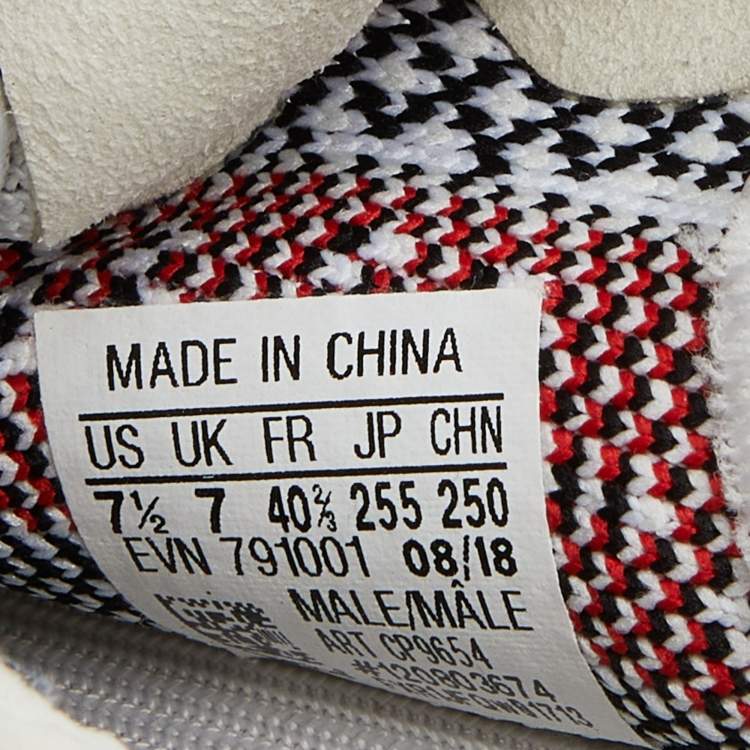 MADE IN CHINA
US UK FR JP CHN
7½ 7 40⅔ 255 250
EVN 791001 08/18
MALE/MÂLE
ART CP9654
#120803674